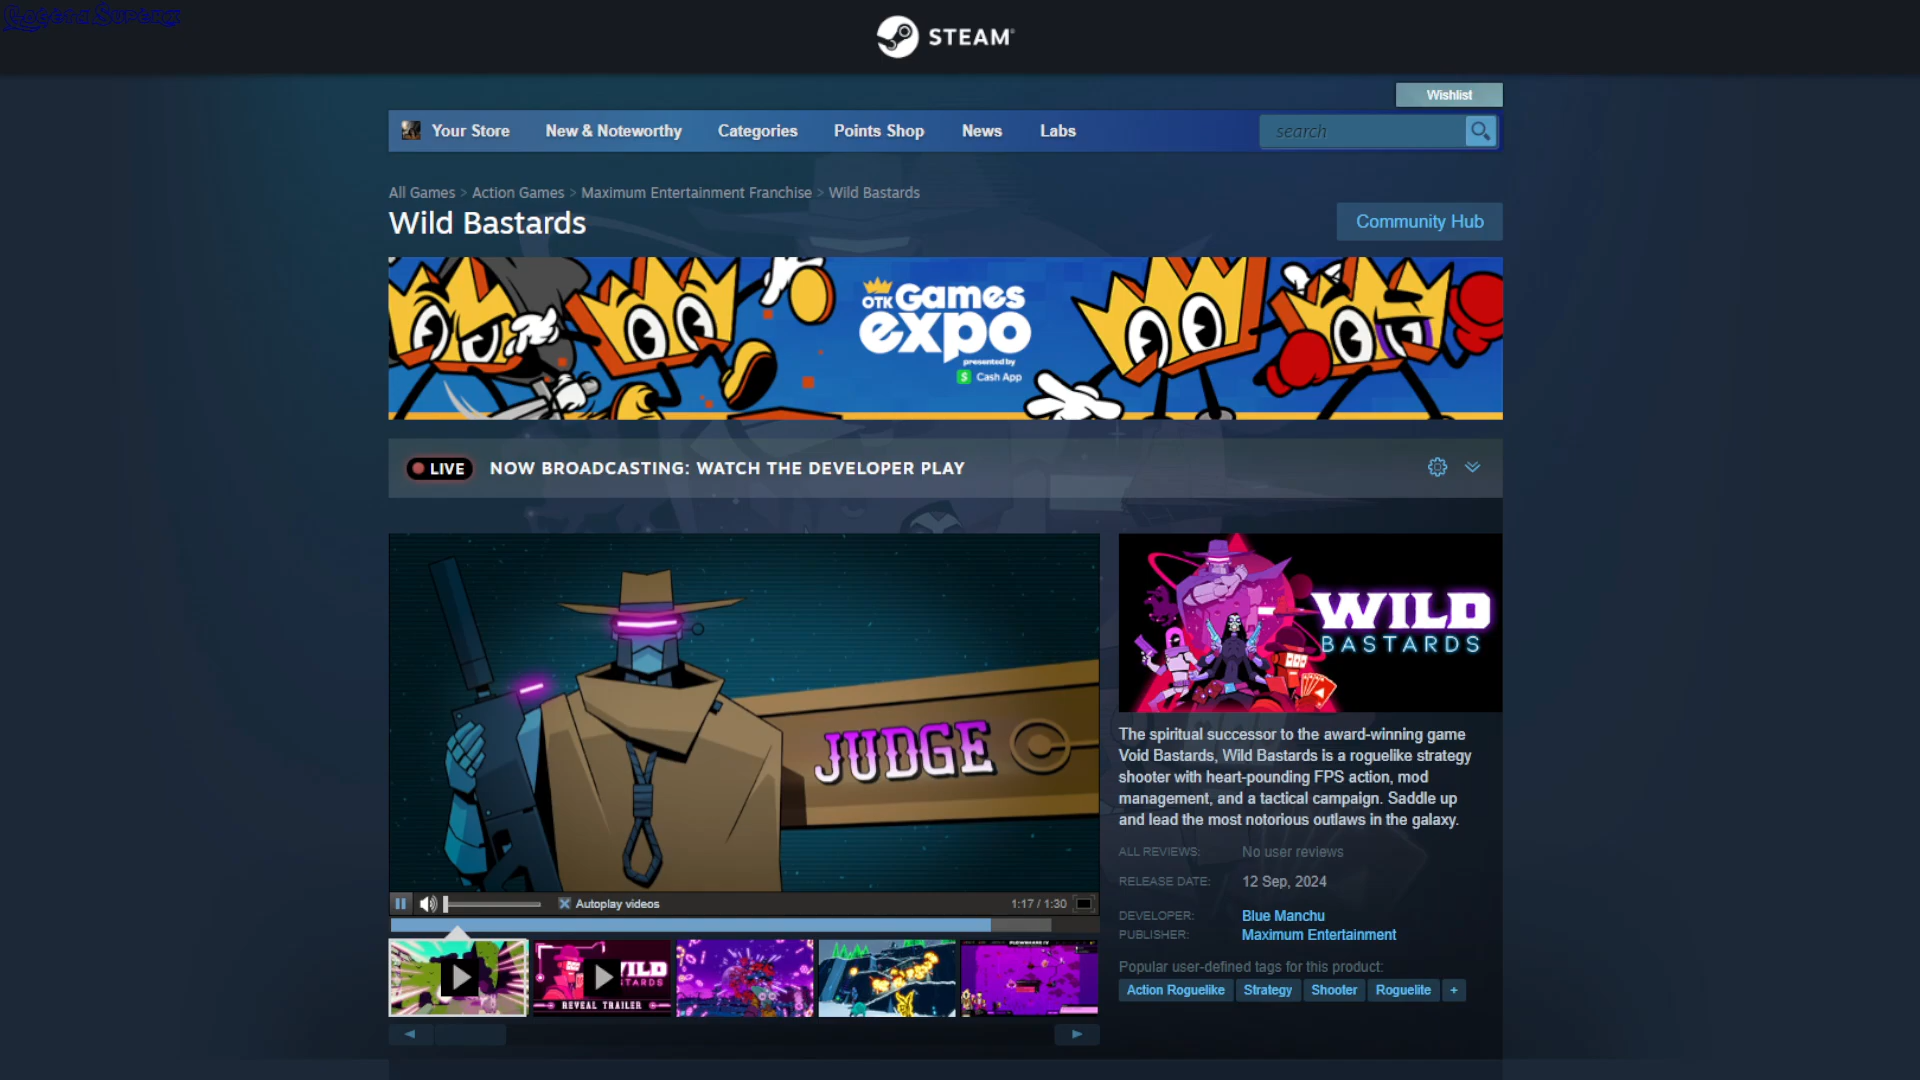 STEAM
Wishlist
Your Store New & Noteworthy Categories Points Shop News Labs search
All Games > Action Games > Maximum Entertainment Franchise > Wild Bastards
Wild Bastards
Community Hub
OTK Games
expo
presented by
Cash App
LIVE NOW BROADCASTING: WATCH THE DEVELOPER PLAY
JUDGE
Autoplay videos 1:17 / 1:30
REVEAL TRAILER
WILD
BASTARDS
The spiritual successor to the award-winning game
Void Bastards, Wild Bastards is a roguelike strategy
shooter with heart-pounding FPS action, mod
management, and a tactical campaign. Saddle up
and lead the most notorious outlaws in the galaxy.
ALL REVIEWS: No user reviews
RELEASE DATE: 12 Sep, 2024
DEVELOPER: Blue Manchu
PUBLISHER: Maximum Entertainment
Popular user-defined tags for this product:
Action Roguelike Strategy Shooter Roguelite +